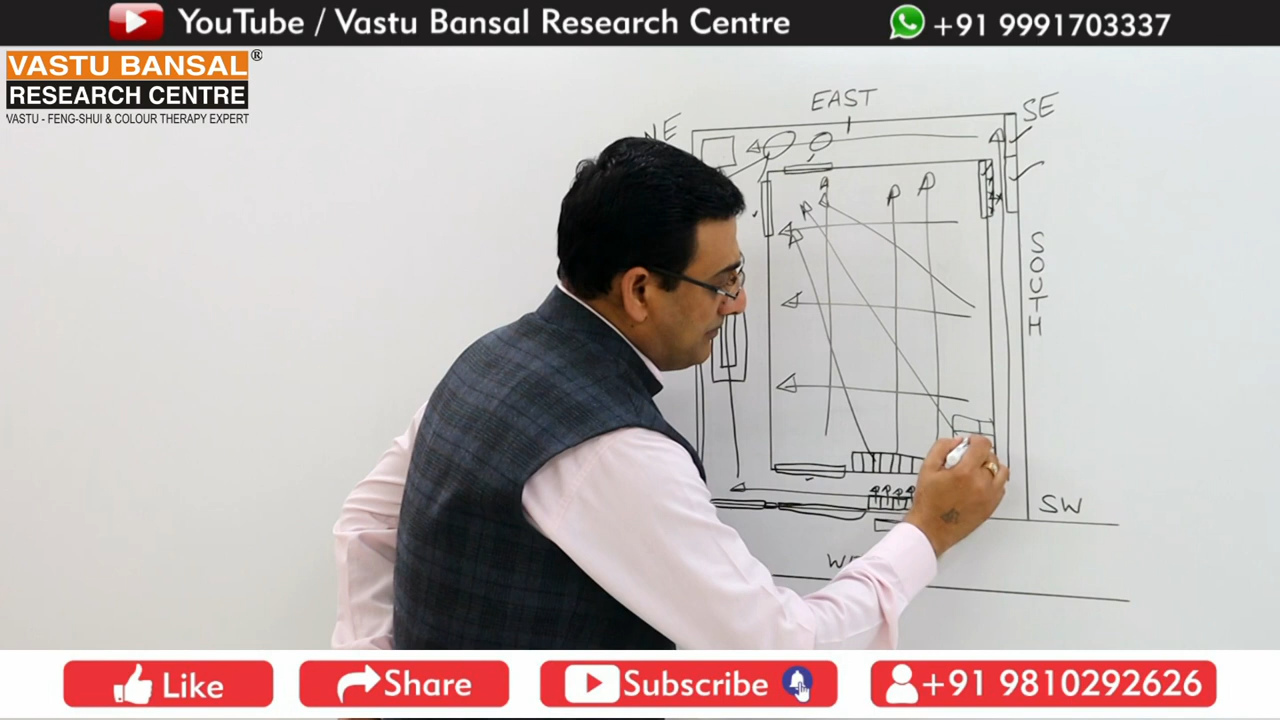 YouTube / Vastu Bansal Research Centre
+91 9991703337
VASTU BANSAL®
RESEARCH CENTRE
VASTU - FENG-SHUI & COLOUR THERAPY EXPERT
EAST
SE
NE
SOUTH
SW
Like
Share
Subscribe
+91 9810292626